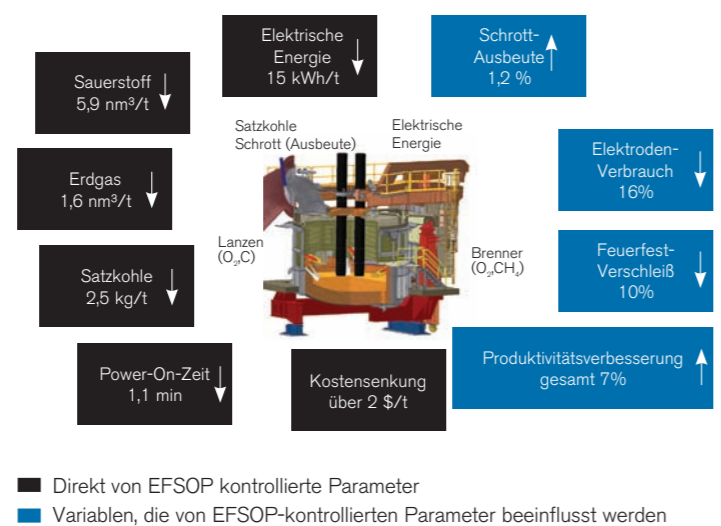 Elektrische
Energie
15 kWh/t
Schrott-
Ausbeute
1,2 %
Sauerstoff
5,9 nm³/t
Satzkohle
Schrott (Ausbeute)
Elektrische
Energie
Elektroden-
Verbrauch
16%
Erdgas
1,6 nm³/t
Lanzen
(O₂,C)
Brenner
(O₂,CH₄)
Feuerfest-
Verschleiß
10%
Satzkohle
2,5 kg/t
Power-On-Zeit
1,1 min
Kostensenkung
über 2 $/t
Produktivitätsverbesserung
gesamt 7%
Direkt von EFSOP kontrollierte Parameter
Variablen, die von EFSOP-kontrollierten Parameter beeinflusst werden